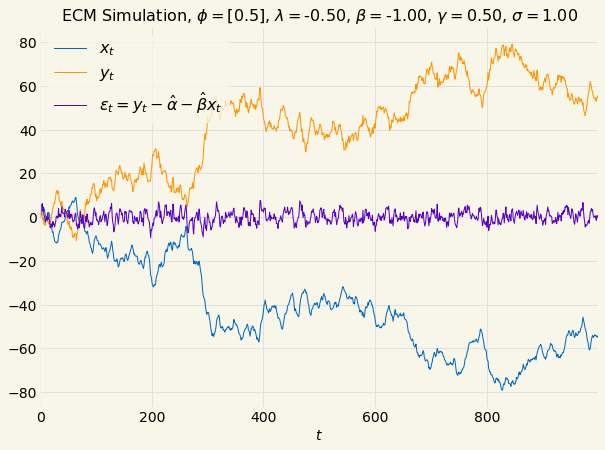 ECM Simulation, ϕ = [0.5], λ = -0.50, β = -1.00, γ = 0.50, σ = 1.00
x_t
y_t
ε_t = y_t − α̂ − β̂x_t
80
60
40
20
0
−20
−40
−60
−80
0 200 400 600 800
t